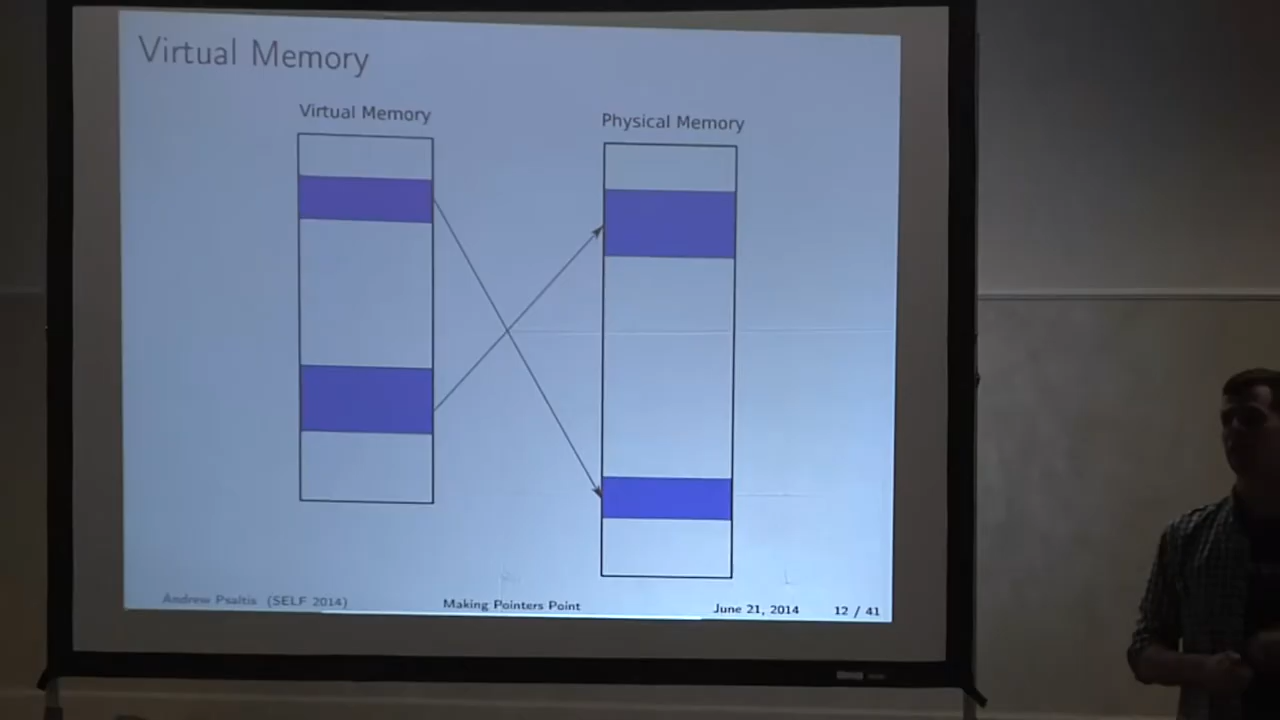 Virtual Memory
Virtual Memory
Physical Memory
Andrew Psaltis (SELF 2014)
Making Pointers Point
June 21, 2014
12 / 41